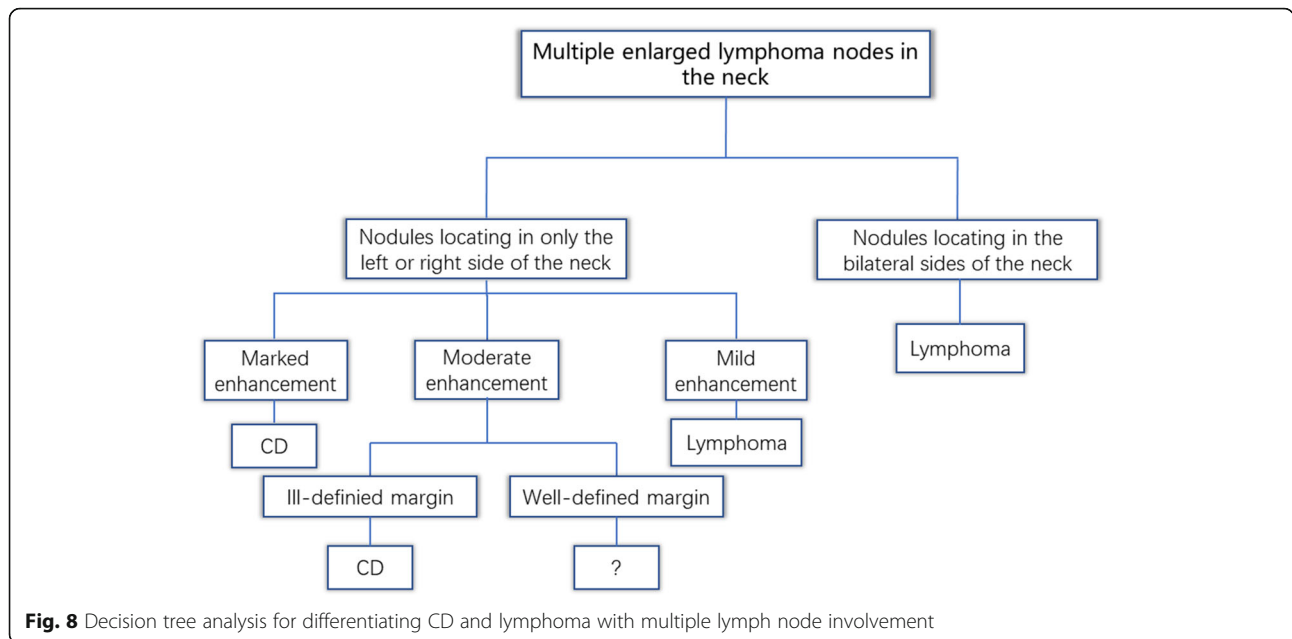 Multiple enlarged lymphoma nodes in
the neck
Nodules locating in only the
left or right side of the neck
Nodules locating in the
bilateral sides of the neck
Marked
enhancement
Moderate
enhancement
Mild
enhancement
Lymphoma
CD
Lymphoma
Ill-definied margin
Well-defined margin
CD
?
Fig. 8 Decision tree analysis for differentiating CD and lymphoma with multiple lymph node involvement